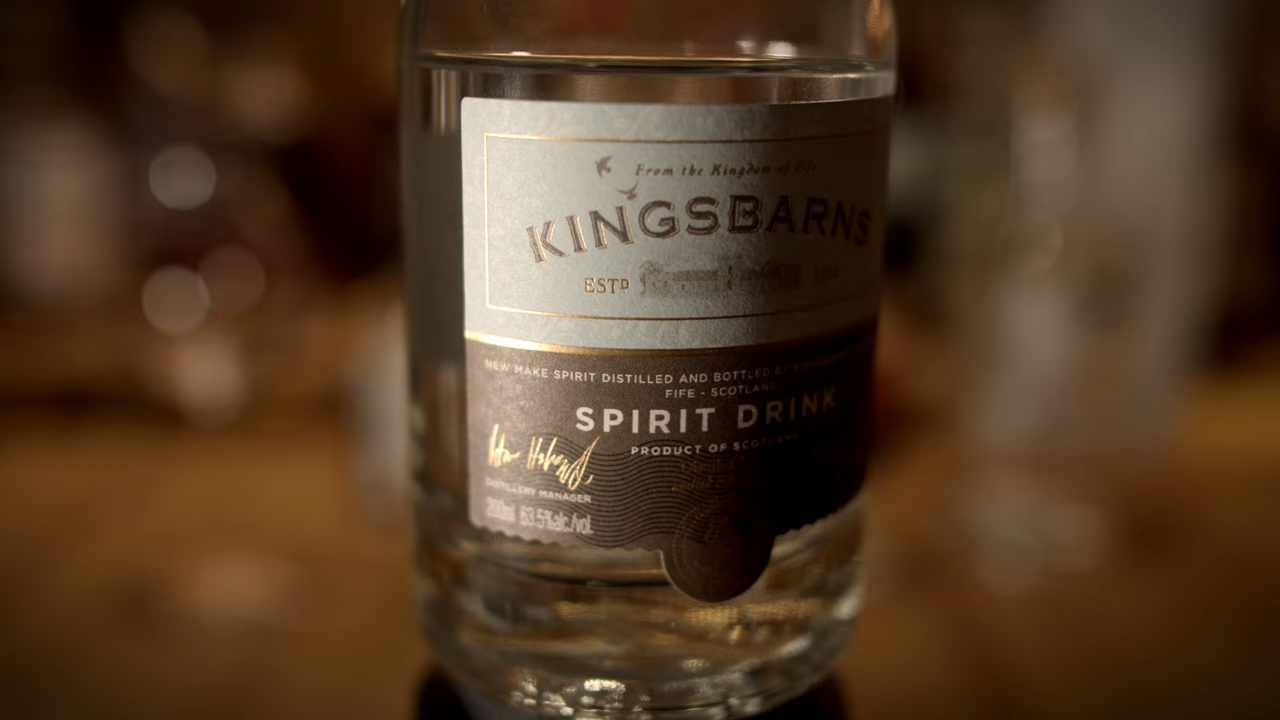 From the Kingdom of Fife
KINGSBARNS
ESTD
NEW MAKE SPIRIT DISTILLED AND BOTTLED BY
FIFE - SCOTLAND
SPIRIT DRINK
PRODUCT OF SCOTLAND
DISTILLERY MANAGER
200ml 63.5%alc./vol.